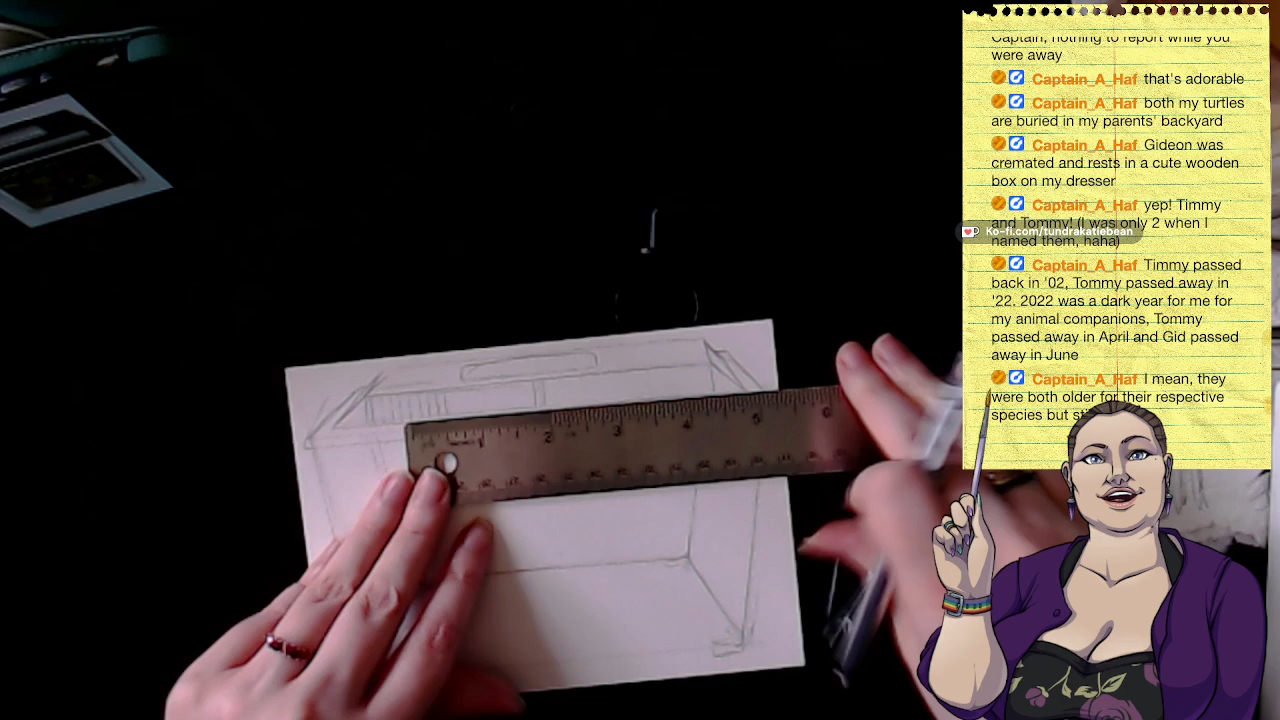 Captain, nothing to report while you
were away
Captain_A_Haf that's adorable
Captain_A_Haf both my turtles
are buried in my parents' backyard
Captain_A_Haf Gideon was
cremated and rests in a cute wooden
box on my dresser
Captain_A_Haf yep! Timmy
and Tommy! (I was only 2 when I
Ko-fi.com/tundrakatiebean
named them, haha)
Captain_A_Haf Timmy passed
back in '02, Tommy passed away in
'22. 2022 was a dark year for me for
my animal companions, Tommy
passed away in April and Gid passed
away in June
Captain_A_Haf I mean, they
were both older for their respective
species but
1 2 3 4 5 6